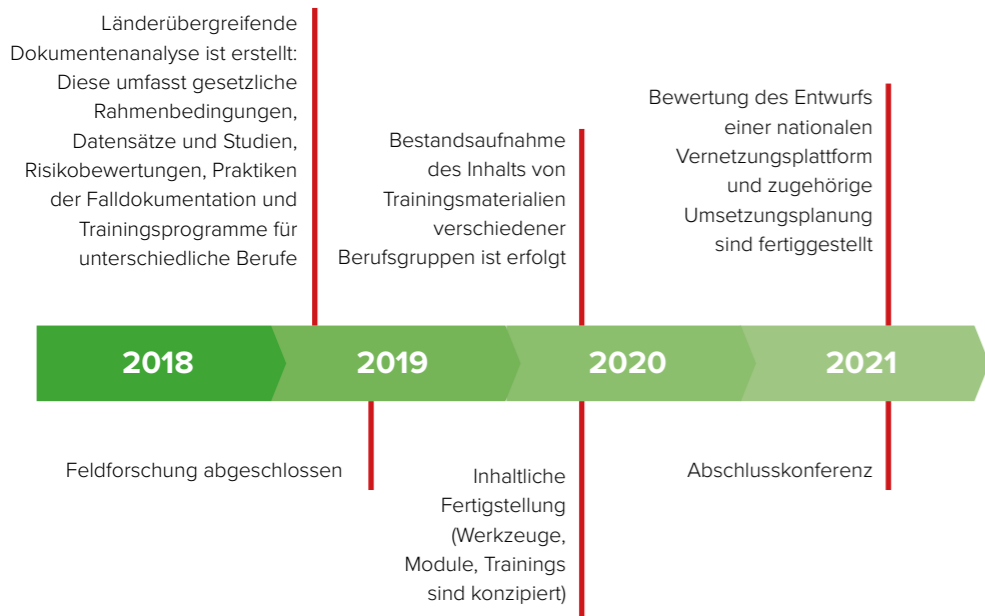 Länderübergreifende
Dokumentenanalyse ist erstellt:
Diese umfasst gesetzliche
Rahmenbedingungen,
Datensätze und Studien,
Risikobewertungen, Praktiken
der Falldokumentation und
Trainingsprogramme für
unterschiedliche Berufe
Bestandsaufnahme
des Inhalts von
Trainingsmaterialien
verschiedener
Berufsgruppen ist erfolgt
Bewertung des Entwurfs
einer nationalen
Vernetzungsplattform
und zugehörige
Umsetzungsplanung
sind fertiggestellt
2018
2019
2020
2021
Feldforschung abgeschlossen
Inhaltliche
Fertigstellung
(Werkzeuge,
Module, Trainings
sind konzipiert)
Abschlusskonferenz